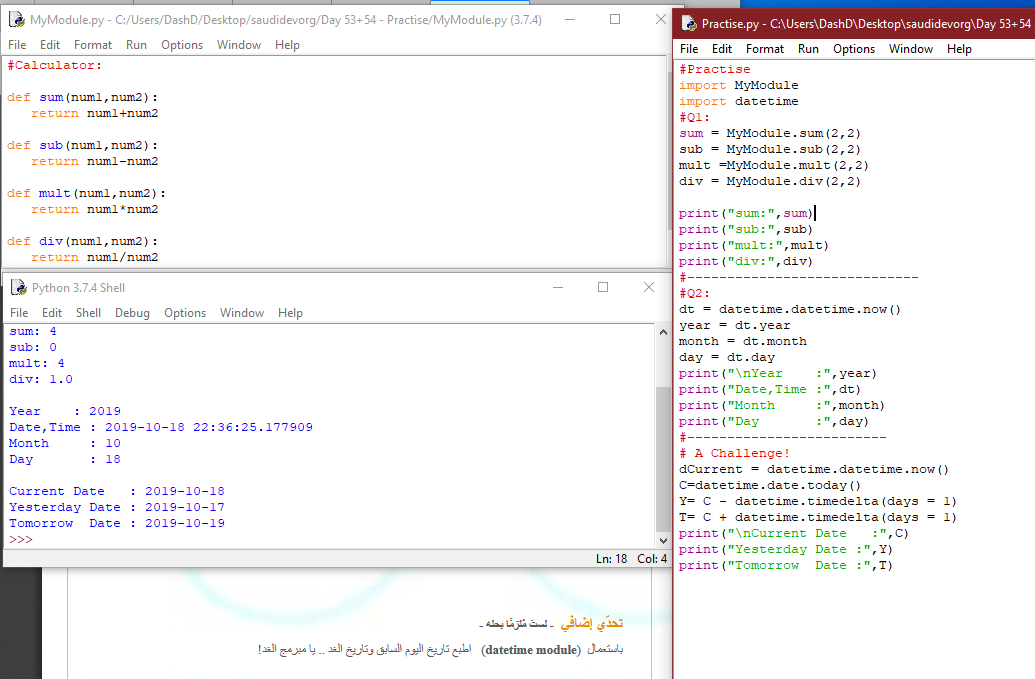 MyModule.py - C:/Users/DashD/Desktop/saudidevorg/Day 53+54 - Practise/MyModule.py (3.7.4)
File Edit Format Run Options Window Help
#Calculator:
def sum(num1,num2):
return num1+num2
def sub(num1,num2):
return num1-num2
def mult(num1,num2):
return num1*num2
def div(num1,num2):
return num1/num2
Python 3.7.4 Shell
File Edit Shell Debug Options Window Help
sum: 4
sub: 0
mult: 4
div: 1.0
Year    : 2019
Date,Time : 2019-10-18 22:36:25.177909
Month     : 10
Day       : 18
Current Date   : 2019-10-18
Yesterday Date : 2019-10-17
Tomorrow  Date : 2019-10-19
>>>
Ln: 18 Col: 4
تحدّي إضافي - لستَ مُلزمًا بحله -
باستعمال (datetime module) اطبع تاريخ اليوم السابق وتاريخ الغد .. يا مبرمج الغد!
Practise.py - C:\Users\DashD\Desktop\saudidevorg\Day 53+54
File Edit Format Run Options Window Help
#Practise
import MyModule
import datetime
#Q1:
sum = MyModule.sum(2,2)
sub = MyModule.sub(2,2)
mult =MyModule.mult(2,2)
div = MyModule.div(2,2)
print("sum:",sum)
print("sub:",sub)
print("mult:",mult)
print("div:",div)
#-----------------------------
#Q2:
dt = datetime.datetime.now()
year = dt.year
month = dt.month
day = dt.day
print("\nYear    :",year)
print("Date,Time :",dt)
print("Month     :",month)
print("Day       :",day)
#-------------------------
# A Challenge!
dCurrent = datetime.datetime.now()
C=datetime.date.today()
Y= C - datetime.timedelta(days = 1)
T= C + datetime.timedelta(days = 1)
print("\nCurrent Date   :",C)
print("Yesterday Date :",Y)
print("Tomorrow  Date :",T)